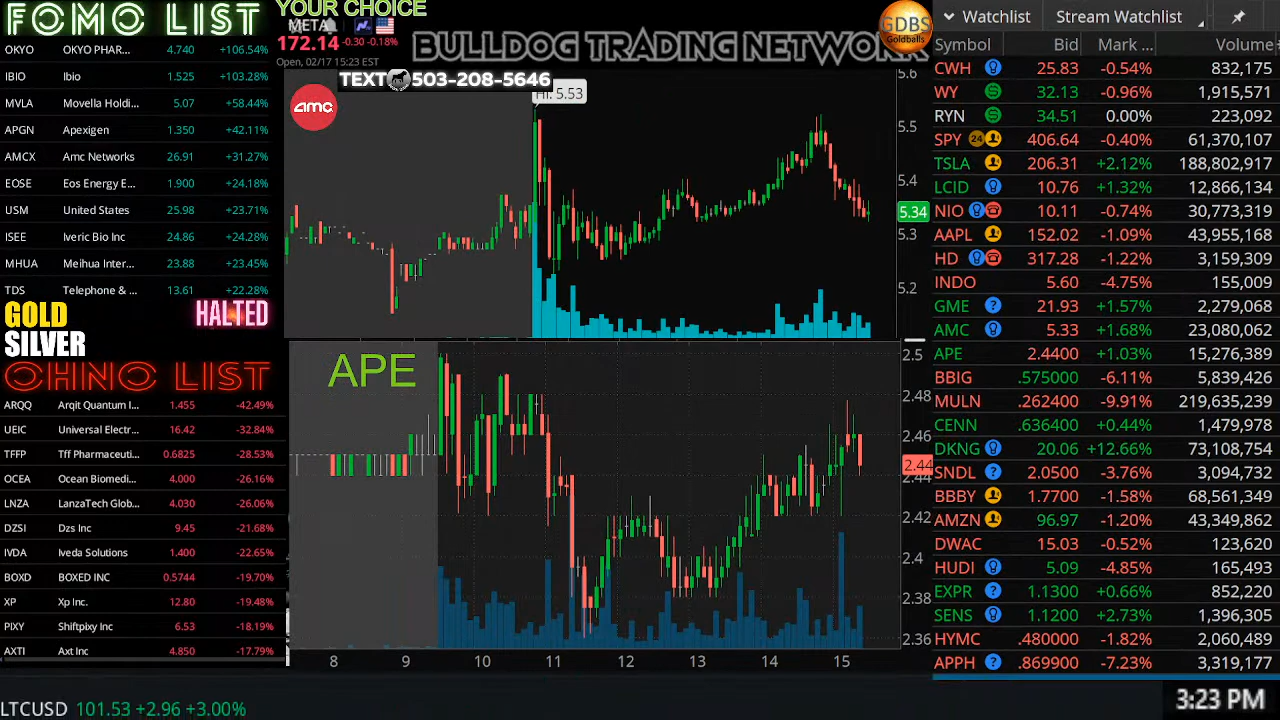 FOMO LIST
OKYO OKYO PHAR... 4.740 +106.54%
IBIO Ibio 1.525 +103.28%
MVLA Movella Holdi... 5.07 +58.44%
APGN Apexigen 1.350 +42.11%
AMCX Amc Networks 26.91 +31.27%
EOSE Eos Energy E... 1.900 +24.18%
USM United States 25.98 +23.71%
ISEE Iveric Bio Inc 24.86 +24.28%
MHUA Meihua Inter... 23.88 +23.45%
TDS Telephone & ... 13.61 +22.28%
GOLD
SILVER
HALTED
OHNO LIST
ARQQ Arqit Quantum I... 1.455 -42.49%
UEIC Universal Electr... 16.42 -32.84%
TFFP Tff Pharmaceuti... 0.6825 -28.53%
OCEA Ocean Biomedi... 4.000 -26.16%
LNZA LanzaTech Glob... 4.030 -26.06%
DZSI Dzs Inc 9.45 -21.68%
IVDA Iveda Solutions 1.400 -22.65%
BOXD BOXED INC 0.5744 -19.70%
XP Xp Inc. 12.80 -19.48%
PIXY Shiftpixy Inc 6.53 -18.19%
AXTI Axt Inc 4.850 -17.79%
LTCUSD 101.53 +2.96 +3.00%
YOUR CHOICE
META
172.14 -0.30 -0.18%
Open, 02/17 15:23 EST
BULLDOG TRADING NETWORK
GDBS
Goldballs
TEXT 503-208-5646
amc
Hi: 5.53
5.6
5.5
5.4
5.34
5.3
5.2
APE
2.5
2.48
2.46
2.44
2.44
2.42
2.4
2.38
2.36
8 9 10 11 12 13 14 15
Watchlist Stream Watchlist
Symbol Bid Mark ... Volume
CWH 25.83 -0.54% 832,175
WY 32.13 -0.96% 1,915,571
RYN 34.51 0.00% 223,092
SPY 24 406.64 -0.40% 61,370,107
TSLA 206.31 +2.12% 188,802,917
LCID 10.76 +1.32% 12,866,134
NIO 10.11 -0.74% 30,773,319
AAPL 152.02 -1.09% 43,955,168
HD 317.28 -1.22% 3,159,309
INDO 5.60 -4.75% 155,009
GME ? 21.93 +1.57% 2,279,068
AMC 5.33 +1.68% 23,080,062
APE 2.4400 +1.03% 15,276,389
BBIG .575000 -6.11% 5,839,426
MULN .262400 -9.91% 219,635,239
CENN .636400 +0.44% 1,479,978
DKNG 20.06 +12.66% 73,108,754
SNDL ? 2.0500 -3.76% 3,094,732
BBBY 1.7700 -1.58% 68,561,349
AMZN 96.97 -1.20% 43,349,862
DWAC 15.03 -0.52% 123,620
HUDI 5.09 -4.85% 165,493
EXPR ? 1.1300 +0.66% 852,220
SENS 1.1200 +2.73% 1,396,305
HYMC .480000 -1.82% 2,060,489
APPH ? .869900 -7.23% 3,319,177
3:23 PM